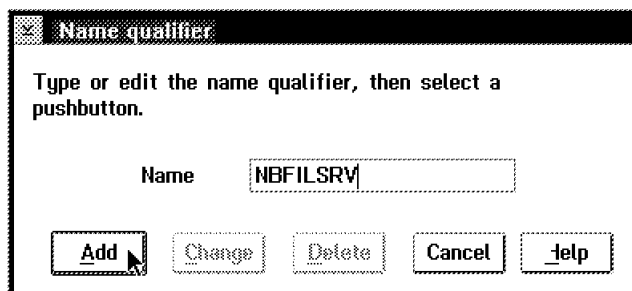 Name qualifier
Type or edit the name qualifier, then select a
pushbutton.
Name NBFILSRV
Add Change Delete Cancel Help